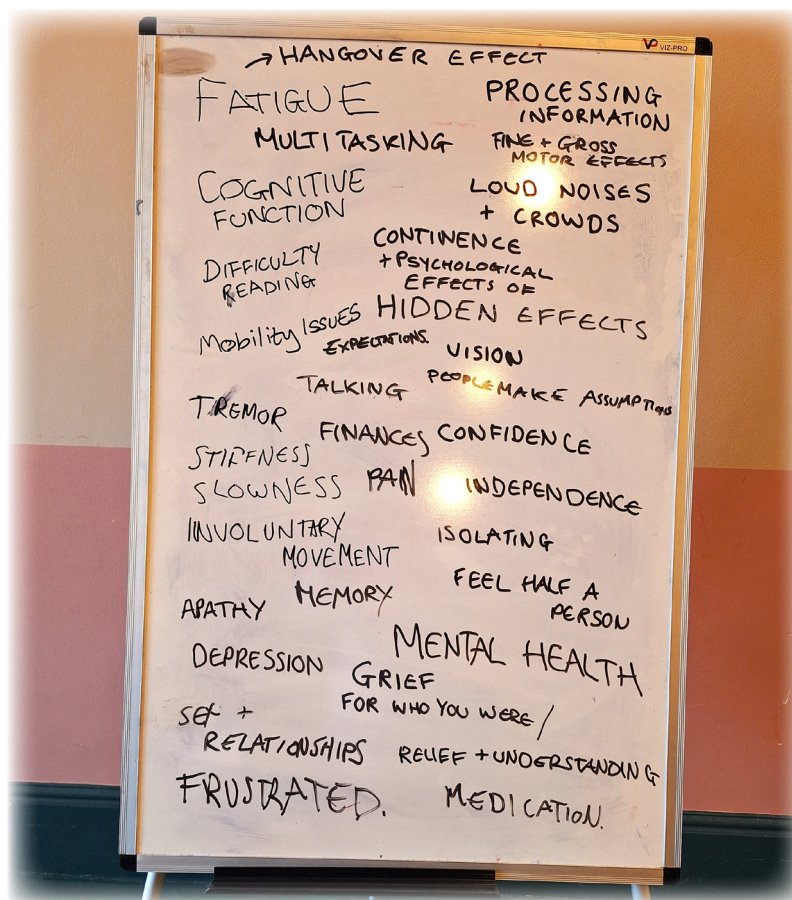 VP VIZ-PRO
→ HANGOVER EFFECT
FATIGUE
PROCESSING
INFORMATION
MULTITASKING
FINE + GROSS
MOTOR EFFECTS
COGNITIVE
FUNCTION
LOUD NOISES
+ CROWDS
CONTINENCE
+ PSYCHOLOGICAL
EFFECTS OF
DIFFICULTY
READING
HIDDEN EFFECTS
Mobility ISSUES
EXPECTATIONS.
VISION
TALKING
PEOPLE MAKE ASSUMPTIONS
TREMOR
FINANCES
CONFIDENCE
STIFFNESS
SLOWNESS
PAIN
INDEPENDENCE
INVOLUNTARY
MOVEMENT
ISOLATING
MEMORY
FEEL HALF A
PERSON
APATHY
MENTAL HEALTH
DEPRESSION
GRIEF
FOR WHO YOU WERE /
SEX +
RELATIONSHIPS
RELIEF + UNDERSTANDING
FRUSTRATED.
MEDICATION.